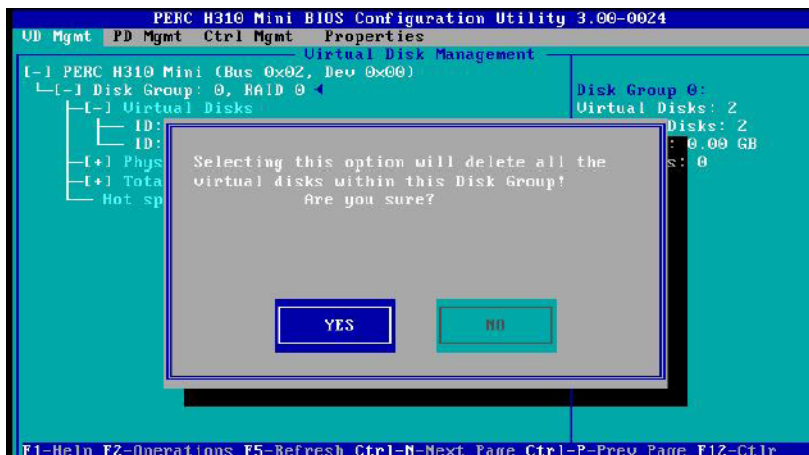 PERC H310 Mini BIOS Configuration Utility 3.00-0024
VD Mgmt PD Mgmt Ctrl Mgmt Properties
Virtual Disk Management
[-] PERC H310 Mini (Bus 0x02, Dev 0x00)
[-] Disk Group: 0, RAID 0
[-] Virtual Disks
ID:
ID:
[+] Phys
[+] Tota
Hot sp
Disk Group 0:
Virtual Disks: 2
Disks: 2
: 0.00 GB
s: 0
Selecting this option will delete all the
virtual disks within this Disk Group!
Are you sure?
YES
NO
F1-Help F2-Operations F5-Refresh Ctrl-N-Next Page Ctrl-P-Prev Page F12-Ctlr